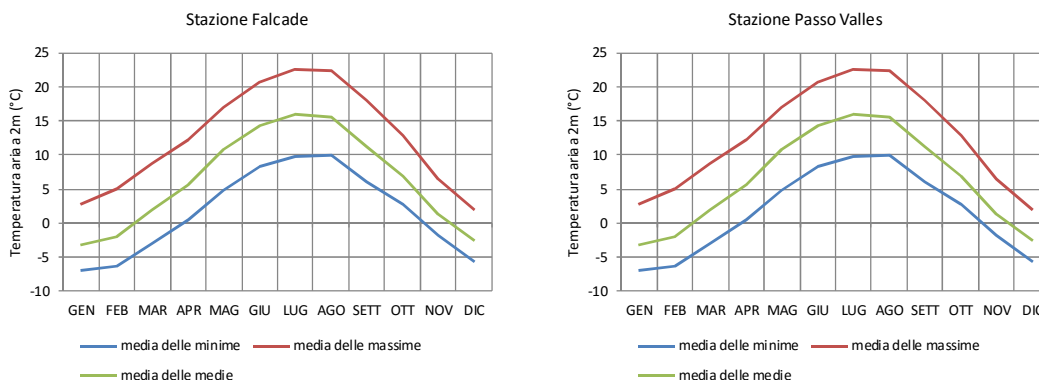 Stazione Falcade
Temperatura aria 2m (°C)
25
20
15
10
5
0
-5
-10
GEN FEB MAR APR MAG GIU LUG AGO SETT OTT NOV DIC
media delle minime media delle massime
media delle medie
Stazione Passo Valles
Temperatura aria 2m (°C)
25
20
15
10
5
0
-5
-10
GEN FEB MAR APR MAG GIU LUG AGO SETT OTT NOV DIC
media delle minime media delle massime
media delle medie